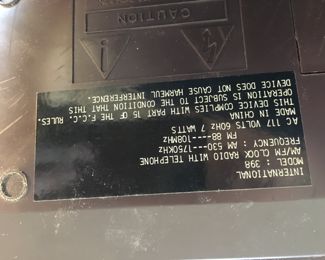 INTERNATIONAL
MODEL : 398
AM/FM CLOCK RADIO WITH TELEPHONE
FREQUENCY : AM 530--1750KHz
FM 88----108MHz
AC 117 VOLTS 60Hz 7 WATTS
MADE IN CHINA
THIS DEVICE COMPLIES WITH PART 15 OF THE F.C.C. RULES.
OPERATION IS SUBJECT TO THE CONDITION THAT THIS
DEVICE DOES NOT CAUSE HARMFUL INTERFERENCE.
CAUTION